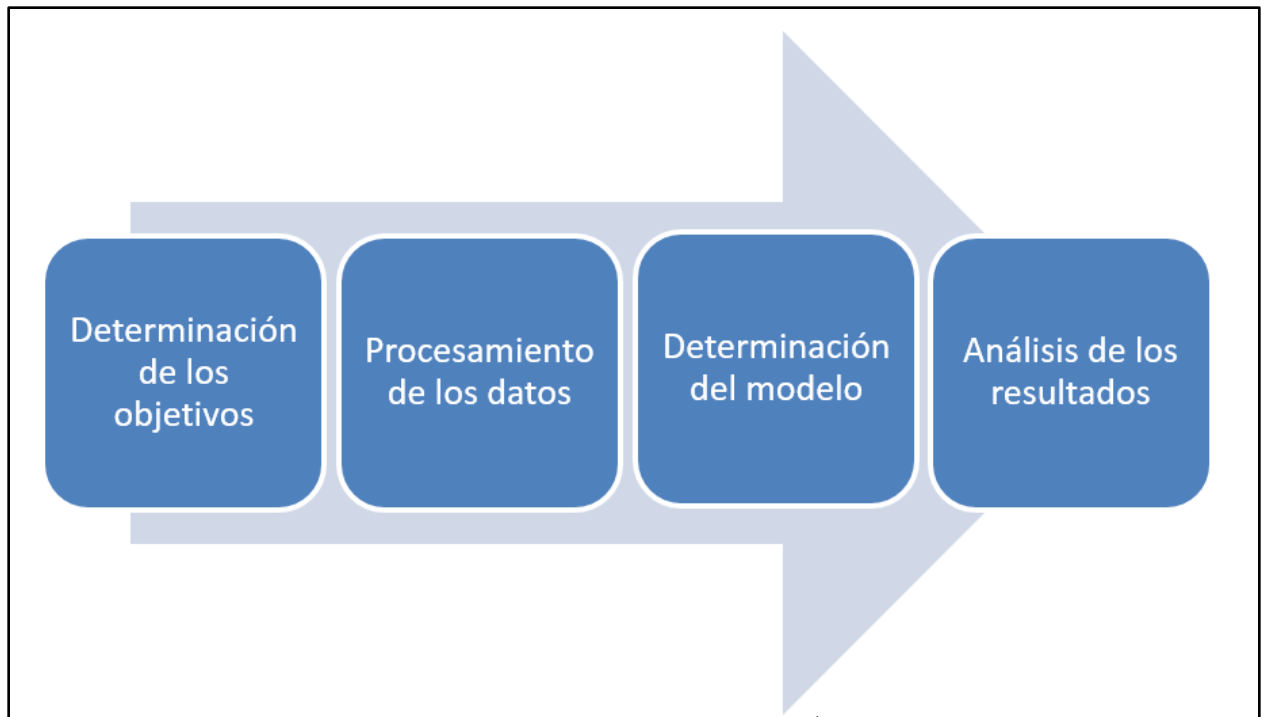 Determinación
de los
objetivos
Procesamiento
de los datos
Determinación
del modelo
Análisis de los
resultados